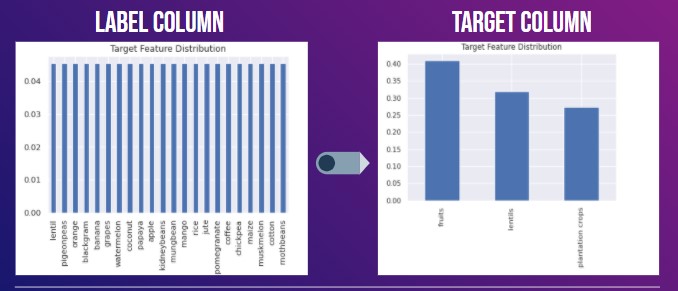 LABEL COLUMN
Target Feature Distribution
0.04
0.03
0.02
0.01
0.00
lentil
pigeonpeas
orange
blackgram
banana
grapes
watermelon
coconut
papaya
apple
kidneybeans
mungbean
mango
rice
jute
pomegranate
coffee
chickpea
maize
muskmelon
cotton
mothbeans
TARGET COLUMN
Target Feature Distribution
0.40
0.35
0.30
0.25
0.20
0.15
0.10
0.05
0.00
fruits
lentils
plantation crops